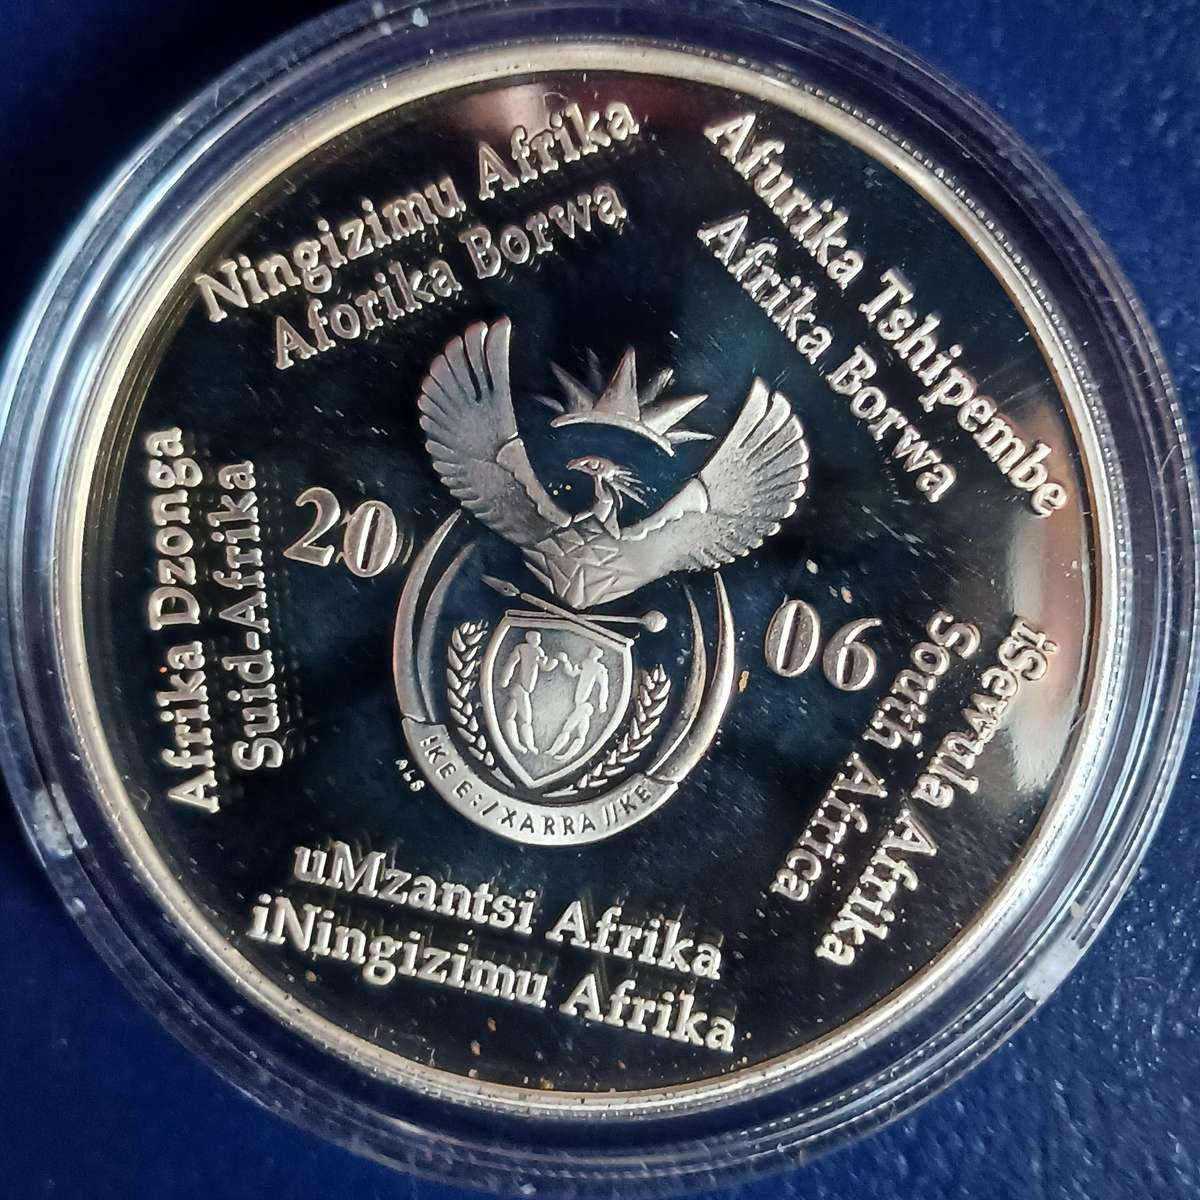 Ningizimu Afrika
Aforika Borwa
Afurika Tshipembe
Afrika Borwa
iSewula Afrika
South Africa
uMzantsi Afrika
iNingizimu Afrika
Afrika Dzonga
Suid-Afrika
20
06
!KE E: /XARRA //KE
ALS